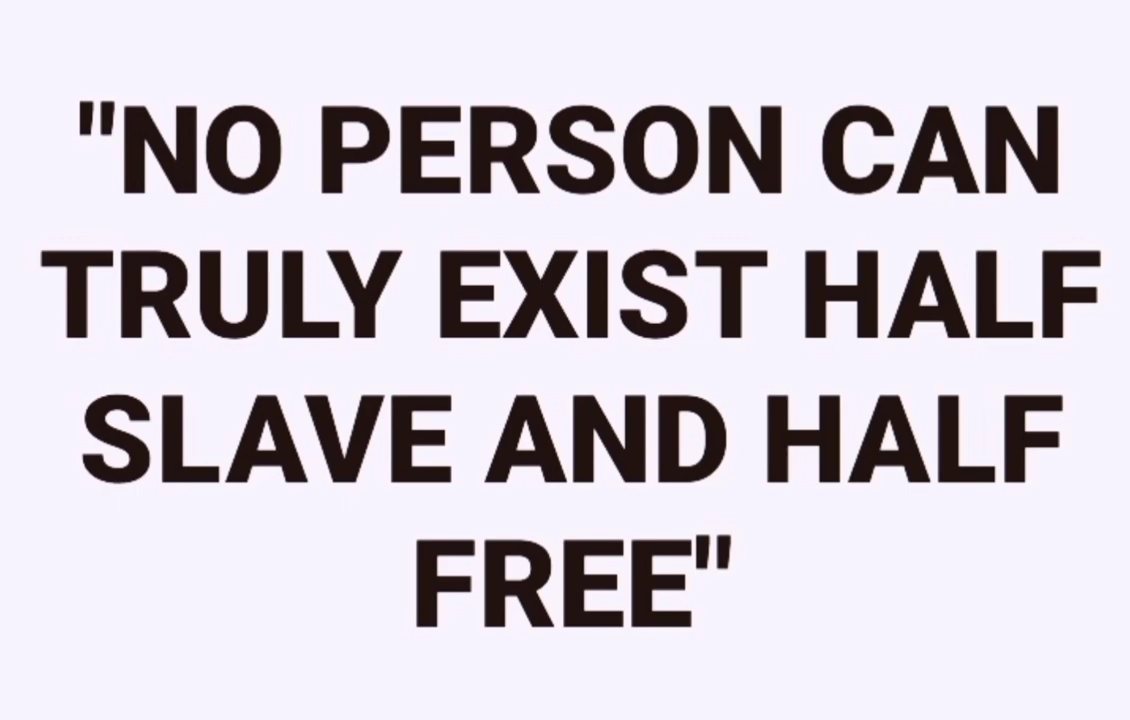 "NO PERSON CAN
TRULY EXIST HALF
SLAVE AND HALF
FREE"